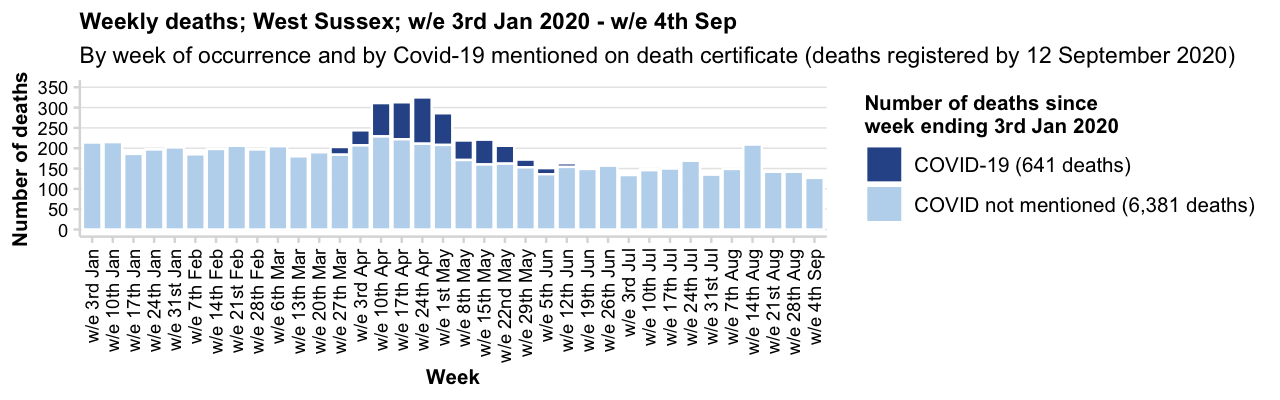 Weekly deaths; West Sussex; w/e 3rd Jan 2020 - w/e 4th Sep
By week of occurrence and by Covid-19 mentioned on death certificate (deaths registered by 12 September 2020)
Number of deaths
350
300
250
200
150
100
50
0
w/e 3rd Jan
w/e 10th Jan
w/e 17th Jan
w/e 24th Jan
w/e 31st Jan
w/e 7th Feb
w/e 14th Feb
w/e 21st Feb
w/e 28th Feb
w/e 6th Mar
w/e 13th Mar
w/e 20th Mar
w/e 27th Mar
w/e 3rd Apr
w/e 10th Apr
w/e 17th Apr
w/e 24th Apr
w/e 1st May
w/e 8th May
w/e 15th May
w/e 22nd May
w/e 29th May
w/e 5th Jun
w/e 12th Jun
w/e 19th Jun
w/e 26th Jun
w/e 3rd Jul
w/e 10th Jul
w/e 17th Jul
w/e 24th Jul
w/e 31st Jul
w/e 7th Aug
w/e 14th Aug
w/e 21st Aug
w/e 28th Aug
w/e 4th Sep
Week
Number of deaths since
week ending 3rd Jan 2020
COVID-19 (641 deaths)
COVID not mentioned (6,381 deaths)